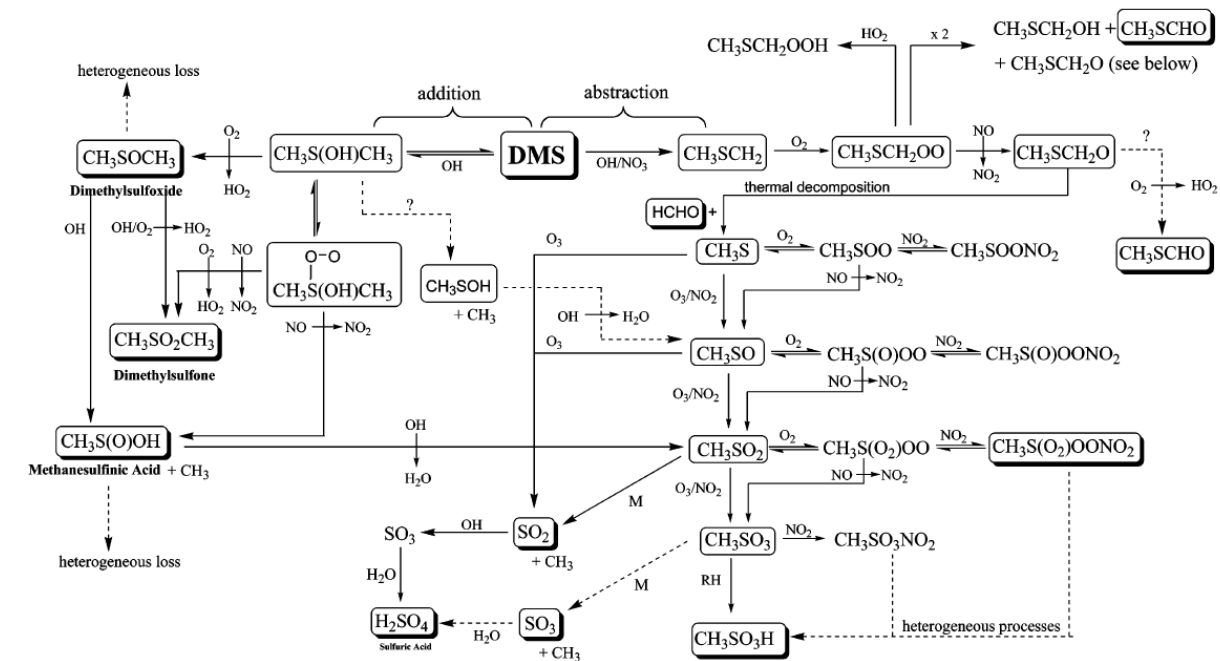 CH3SCH2OOH
HO2
x 2
CH3SCH2OH + CH3SCHO
+ CH3SCH2O (see below)
heterogeneous loss
addition
abstraction
CH3SOCH3
Dimethylsulfoxide
O2
HO2
CH3S(OH)CH3
OH
DMS
OH/NO3
CH3SCH2
O2
CH3SCH2OO
NO
NO2
CH3SCH2O
?
O2
HO2
CH3SCHO
thermal decomposition
HCHO +
OH
OH/O2
HO2
O2
NO
HO2
NO2
O–O
CH3S(OH)CH3
NO
NO2
?
CH3SOH
+ CH3
O3
CH3S
O2
CH3SOO
NO2
CH3SOONO2
NO
NO2
O3/NO2
OH
H2O
CH3SO2CH3
Dimethylsulfone
O3
CH3SO
O2
CH3S(O)OO
NO2
CH3S(O)OONO2
NO
NO2
O3/NO2
CH3S(O)OH
Methanesulfinic Acid + CH3
OH
H2O
CH3SO2
O2
CH3S(O2)OO
NO2
CH3S(O2)OONO2
NO
NO2
O3/NO2
M
heterogeneous loss
SO3
OH
SO2
+ CH3
CH3SO3
NO2
CH3SO3NO2
H2O
M
RH
H2SO4
Sulfuric Acid
H2O
SO3
+ CH3
heterogeneous processes
CH3SO3H